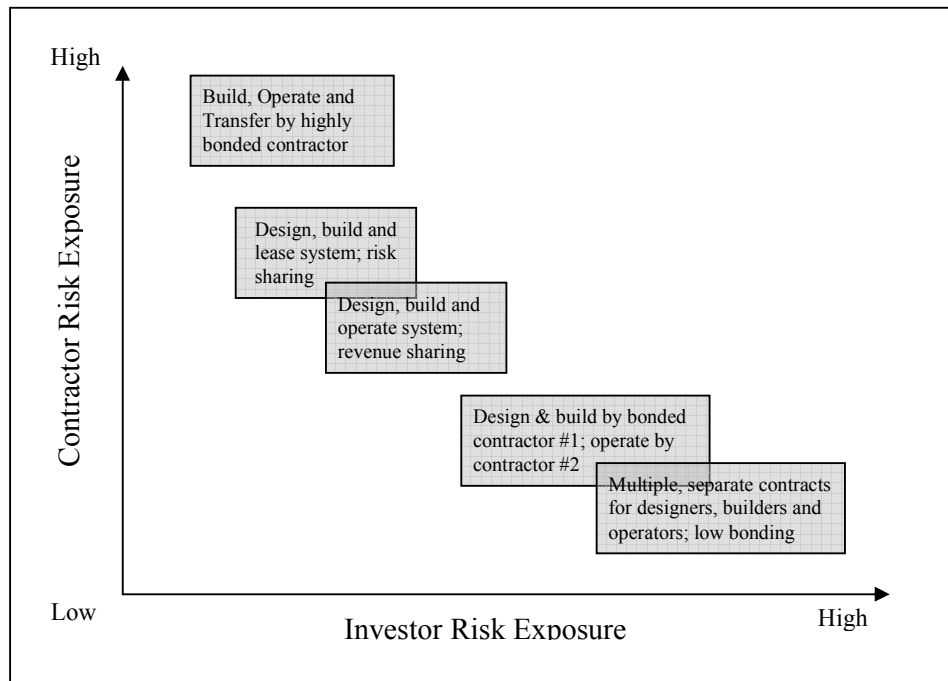 High
Build, Operate and
Transfer by highly
bonded contractor
Design, build and
lease system; risk
sharing
Design, build and
operate system;
revenue sharing
Design & build by bonded
contractor #1; operate by
contractor #2
Multiple, separate contracts
for designers, builders and
operators; low bonding
Contractor Risk Exposure
Low
Investor Risk Exposure
High